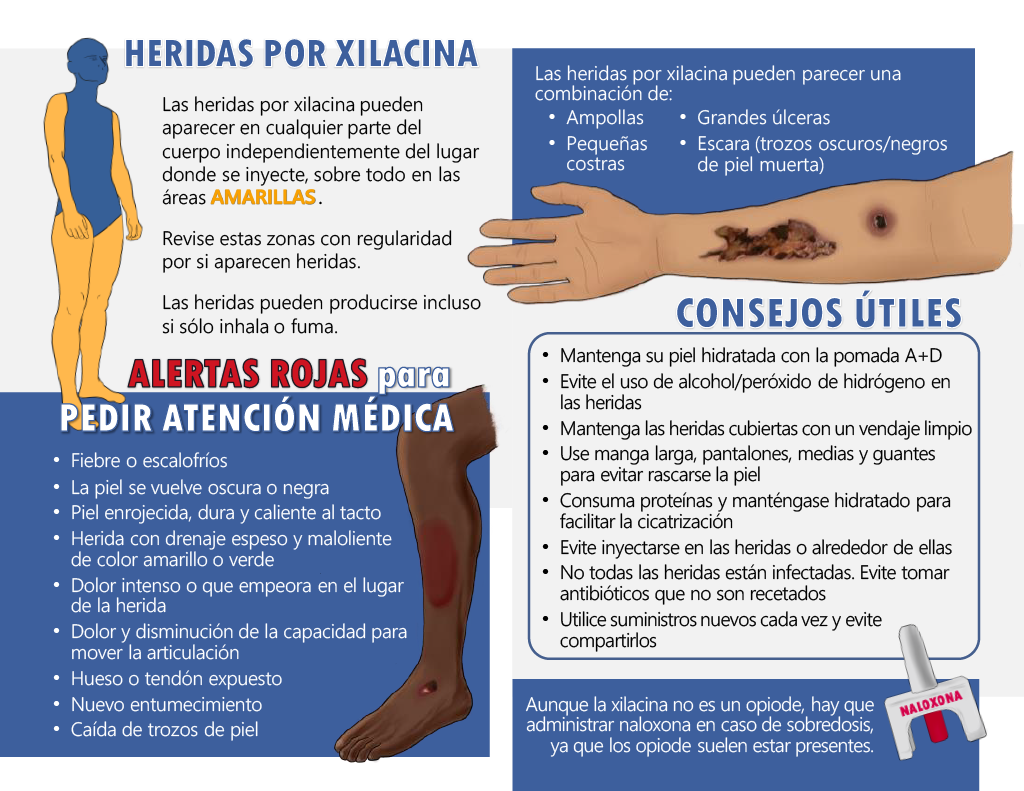 HERIDAS POR XILACINA
Las heridas por xilacina pueden
aparecer en cualquier parte del
cuerpo independientemente del lugar
donde se inyecte, sobre todo en las
áreas AMARILLAS.
Revise estas zonas con regularidad
por si aparecen heridas.
Las heridas pueden producirse incluso
si sólo inhala o fuma.
ALERTAS ROJAS para
PEDIR ATENCIÓN MÉDICA
• Fiebre o escalofríos
• La piel se vuelve oscura o negra
• Piel enrojecida, dura y caliente al tacto
• Herida con drenaje espeso y maloliente
de color amarillo o verde
• Dolor intenso o que empeora en el lugar
de la herida
• Dolor y disminución de la capacidad para
mover la articulación
• Hueso o tendón expuesto
• Nuevo entumecimiento
• Caída de trozos de piel
Las heridas por xilacina pueden parecer una
combinación de:
• Ampollas
• Pequeñas
costras
• Grandes úlceras
• Escara (trozos oscuros/negros
de piel muerta)
CONSEJOS ÚTILES
• Mantenga su piel hidratada con la pomada A+D
• Evite el uso de alcohol/peróxido de hidrógeno en
las heridas
• Mantenga las heridas cubiertas con un vendaje limpio
• Use manga larga, pantalones, medias y guantes
para evitar rascarse la piel
• Consuma proteínas y manténgase hidratado para
facilitar la cicatrización
• Evite inyectarse en las heridas o alrededor de ellas
• No todas las heridas están infectadas. Evite tomar
antibióticos que no son recetados
• Utilice suministros nuevos cada vez y evite
compartirlos
NALOXONA
Aunque la xilacina no es un opiode, hay que
administrar naloxona en caso de sobredosis,
ya que los opiode suelen estar presentes.